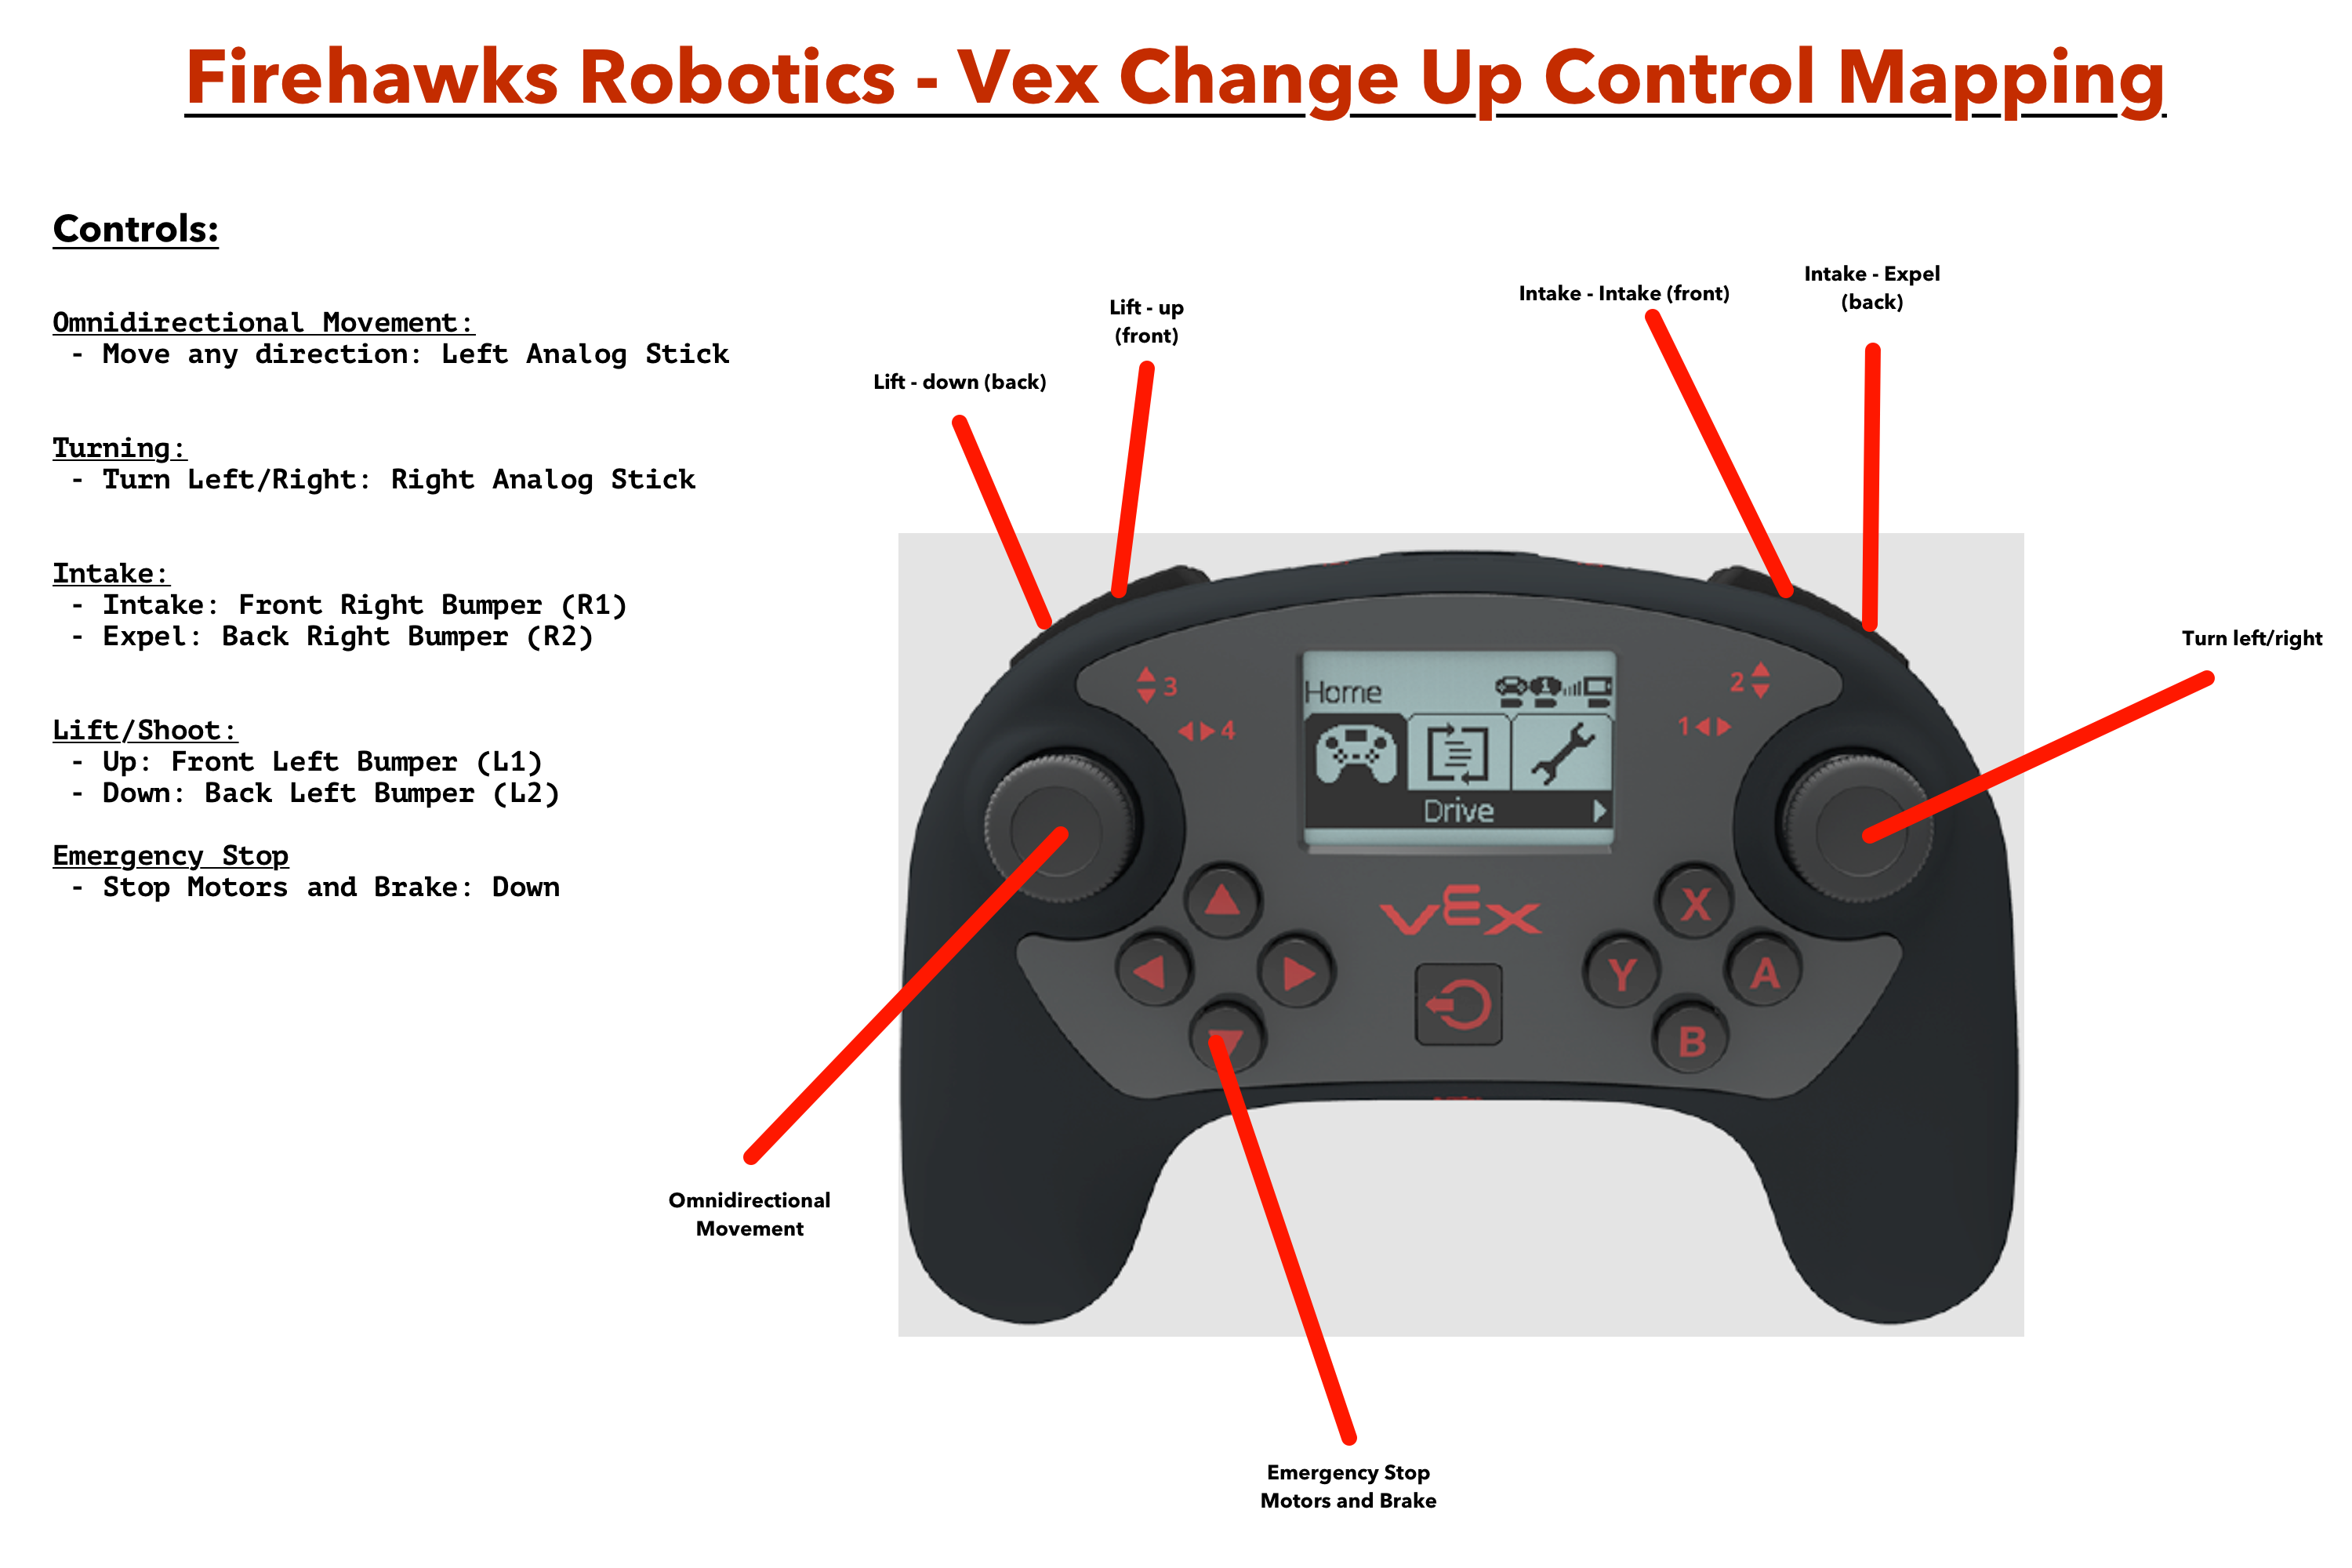 Firehawks Robotics - Vex Change Up Control Mapping
Controls:
Omnidirectional Movement:
- Move any direction: Left Analog Stick
Turning:
- Turn Left/Right: Right Analog Stick
Intake:
- Intake: Front Right Bumper (R1)
- Expel: Back Right Bumper (R2)
Lift/Shoot:
- Up: Front Left Bumper (L1)
- Down: Back Left Bumper (L2)
Emergency Stop
- Stop Motors and Brake: Down
Lift - down (back)
Lift - up
(front)
Intake - Intake (front)
Intake - Expel
(back)
Turn left/right
3
4
2
1
Home
1
Drive
VEX
X
Y
A
B
Omnidirectional
Movement
Emergency Stop
Motors and Brake